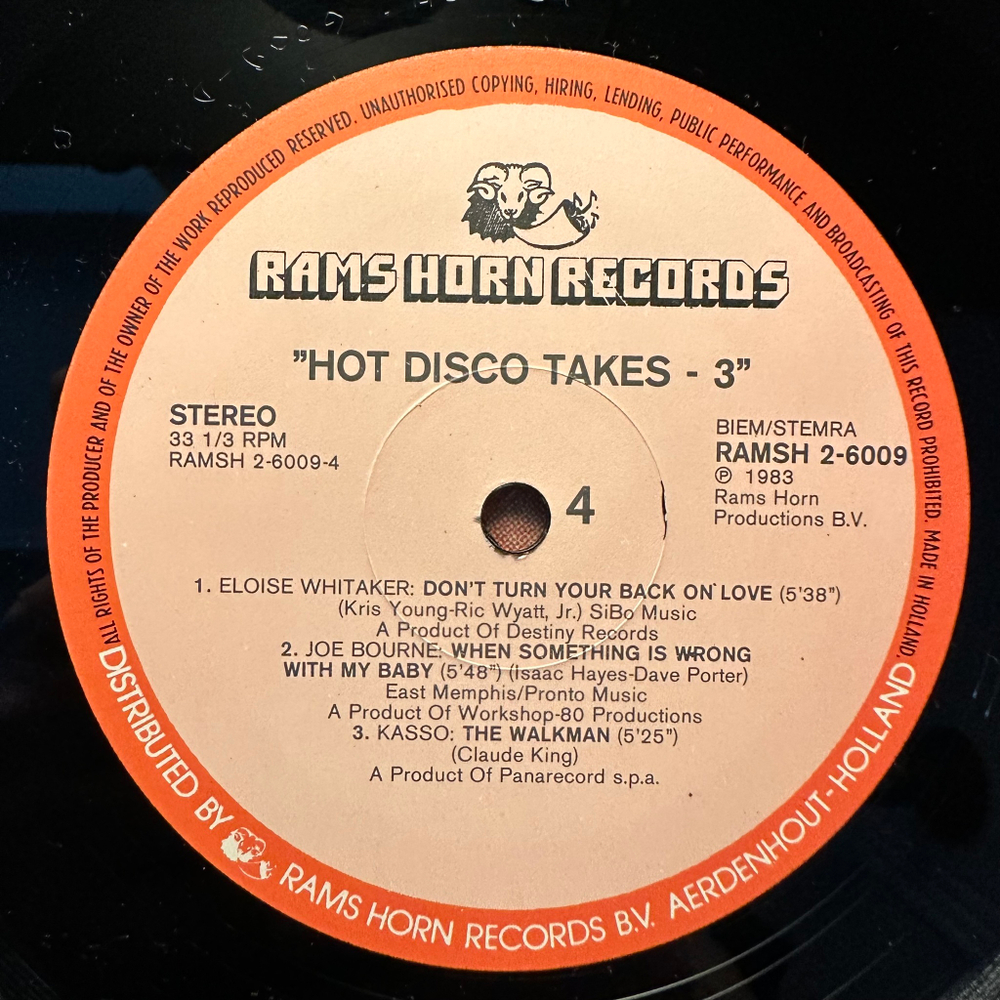 ALL RIGHTS OF THE PRODUCER AND OF THE OWNER OF THE WORK REPRODUCED RESERVED. UNAUTHORISED COPYING, HIRING, LENDING, PUBLIC PERFORMANCE AND BROADCASTING OF THIS RECORD PROHIBITED. MADE IN HOLLAND.
RAMS HORN RECORDS
"HOT DISCO TAKES - 3"
STEREO
33 1/3 RPM
RAMSH 2-6009-4
BIEM/STEMRA
RAMSH 2-6009
℗ 1983
Rams Horn
Productions B.V.
4
1. ELOISE WHITAKER: DON'T TURN YOUR BACK ON LOVE (5'38")
(Kris Young-Ric Wyatt, Jr.) SiBo Music
A Product Of Destiny Records
2. JOE BOURNE: WHEN SOMETHING IS WRONG
WITH MY BABY (5'48") (Isaac Hayes-Dave Porter)
East Memphis/Pronto Music
A Product Of Workshop-80 Productions
3. KASSO: THE WALKMAN (5'25")
(Claude King)
A Product Of Panarecord s.p.a.
DISTRIBUTED BY RAMS HORN RECORDS B.V. AERDENHOUT-HOLLAND